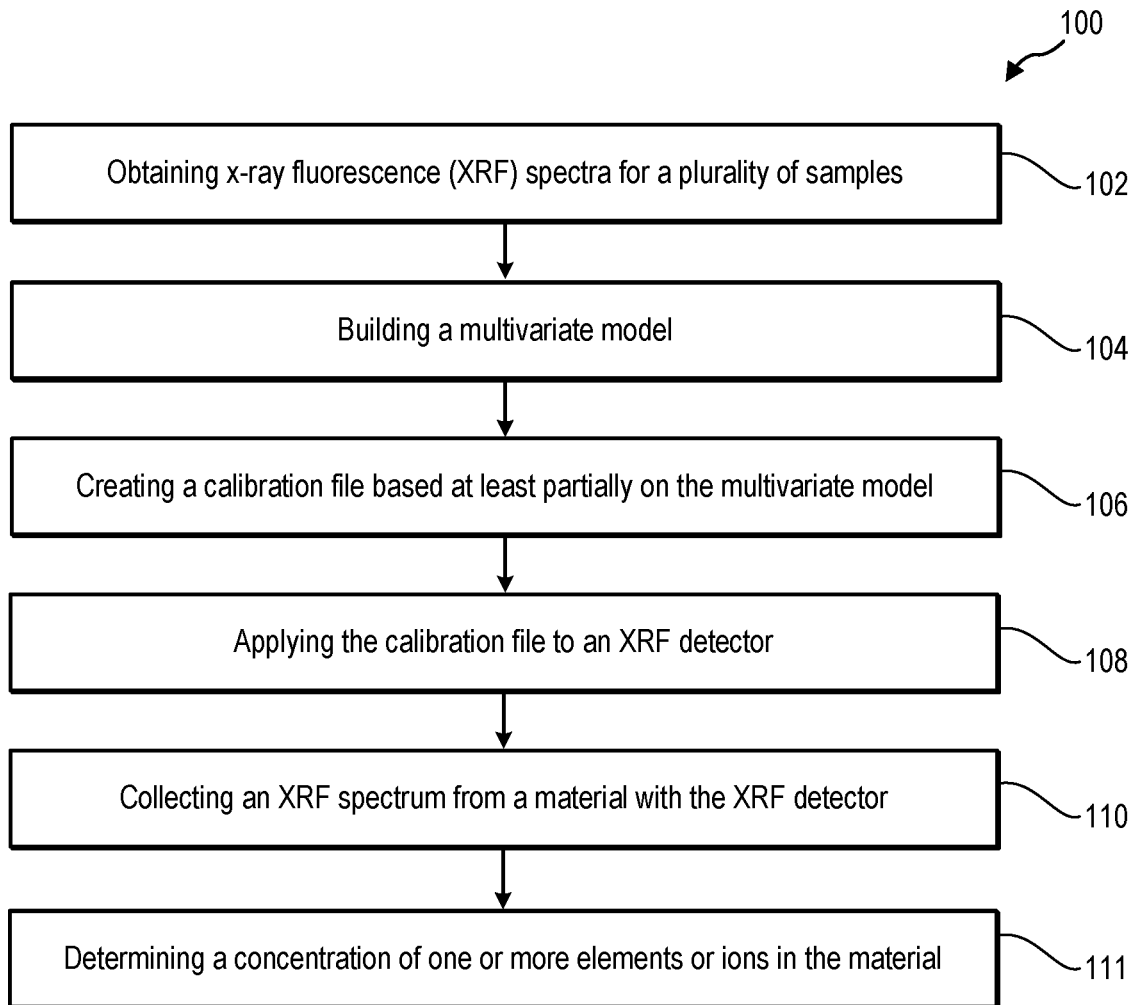 100
Obtaining x-ray fluorescence (XRF) spectra for a plurality of samples
102
Building a multivariate model
104
Creating a calibration file based at least partially on the multivariate model
106
Applying the calibration file to an XRF detector
108
Collecting an XRF spectrum from a material with the XRF detector
110
Determining a concentration of one or more elements or ions in the material
111